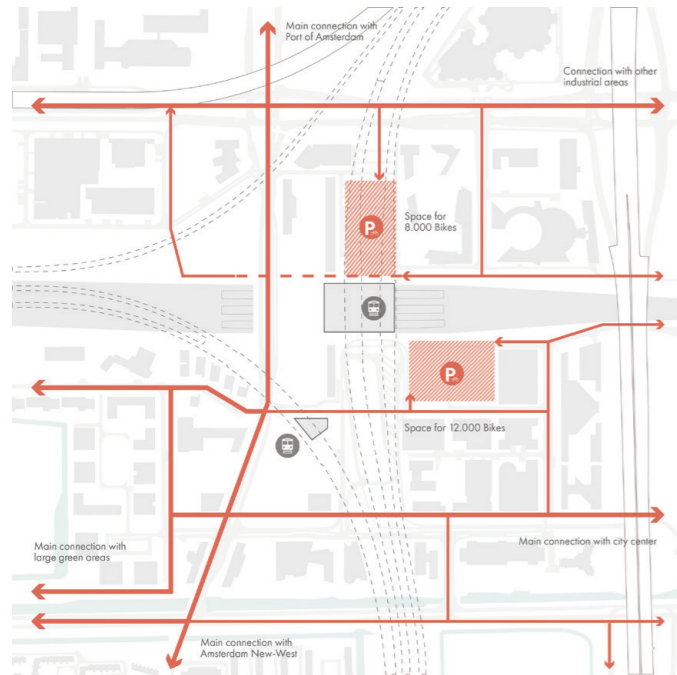 Main connection with
Port of Amsterdam
Connection with other
industrial areas
Space for
8.000 Bikes
P
P
Space for 12.000 Bikes
Main connection with
large green areas
Main connection with city center
Main connection with
Amsterdam New-West